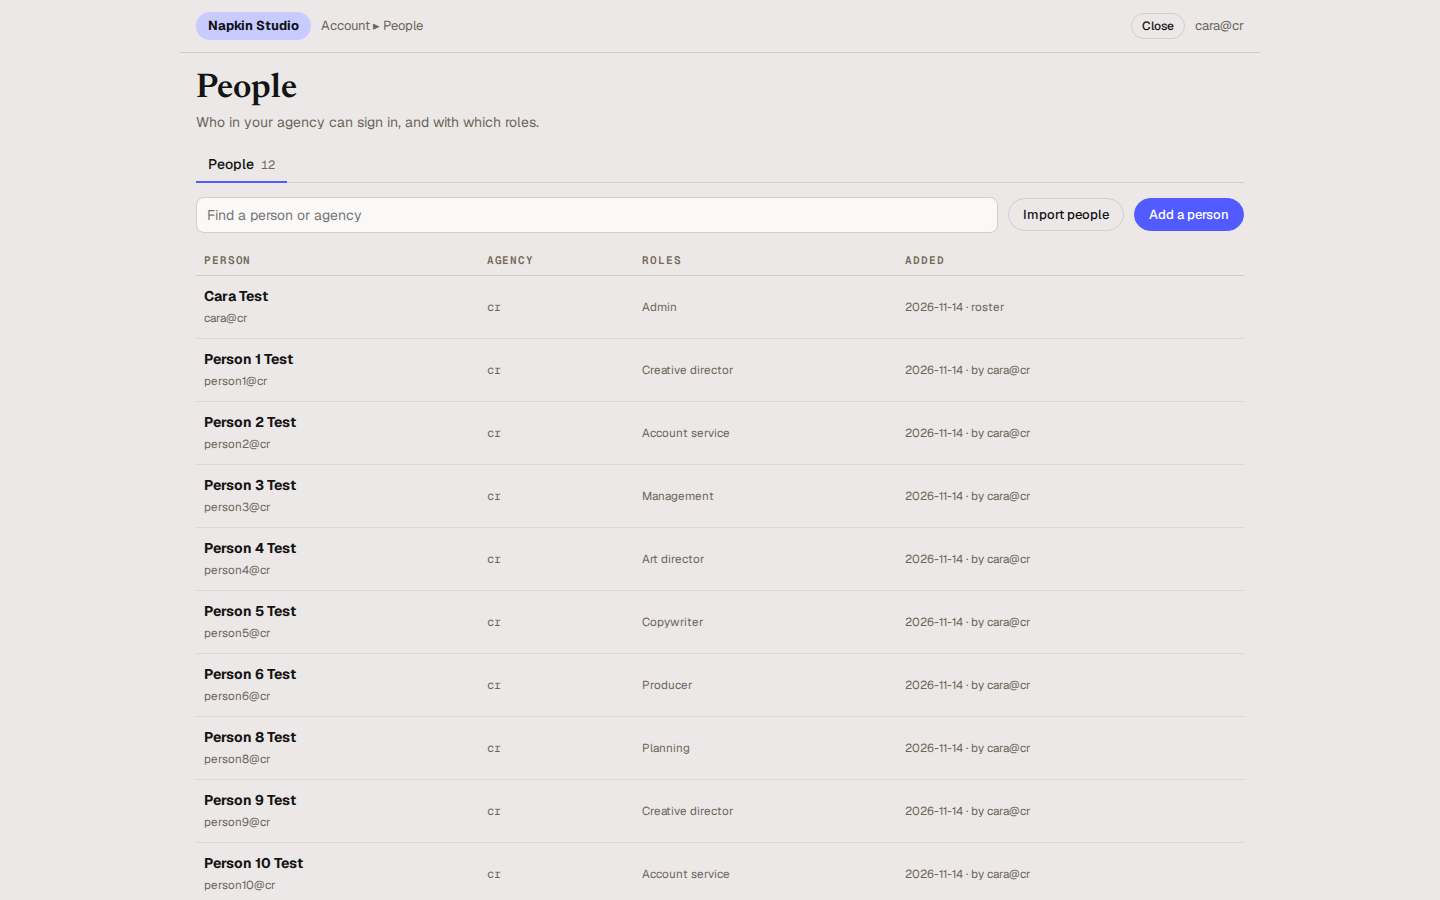 Napkin Studio Account ▸ People Close cara@cr
People
Who in your agency can sign in, and with which roles.
People 12
Find a person or agency Import people Add a person
PERSON AGENCY ROLES ADDED
Cara Test
cara@cr cr Admin 2026-11-14 · roster
Person 1 Test
person1@cr cr Creative director 2026-11-14 · by cara@cr
Person 2 Test
person2@cr cr Account service 2026-11-14 · by cara@cr
Person 3 Test
person3@cr cr Management 2026-11-14 · by cara@cr
Person 4 Test
person4@cr cr Art director 2026-11-14 · by cara@cr
Person 5 Test
person5@cr cr Copywriter 2026-11-14 · by cara@cr
Person 6 Test
person6@cr cr Producer 2026-11-14 · by cara@cr
Person 8 Test
person8@cr cr Planning 2026-11-14 · by cara@cr
Person 9 Test
person9@cr cr Creative director 2026-11-14 · by cara@cr
Person 10 Test
person10@cr cr Account service 2026-11-14 · by cara@cr